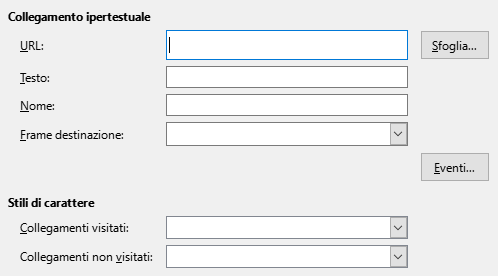 Collegamento ipertestuale
URL: Sfoglia...
Testo:
Nome:
Frame destinazione:
Eventi...
Stili di carattere
Collegamenti visitati:
Collegamenti non visitati: